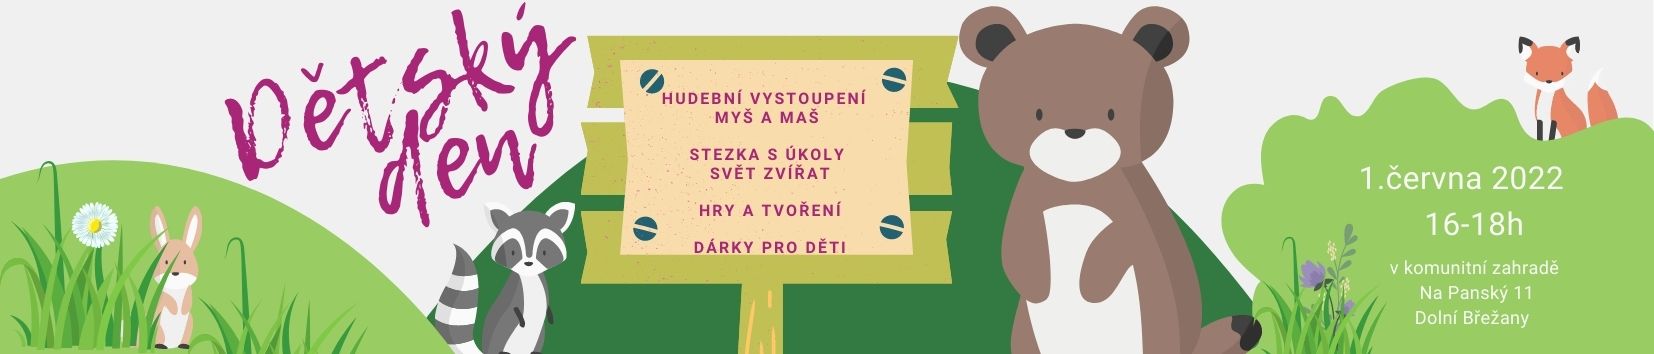 Dětský
den
HUDEBNÍ VYSTOUPENÍ
MYŠ A MAŠ
STEZKA S ÚKOLY
SVĚT ZVÍŘAT
HRY A TVOŘENÍ
DÁRKY PRO DĚTI
1.června 2022
16-18h
v komunitní zahradě
Na Panský 11
Dolní Břežany